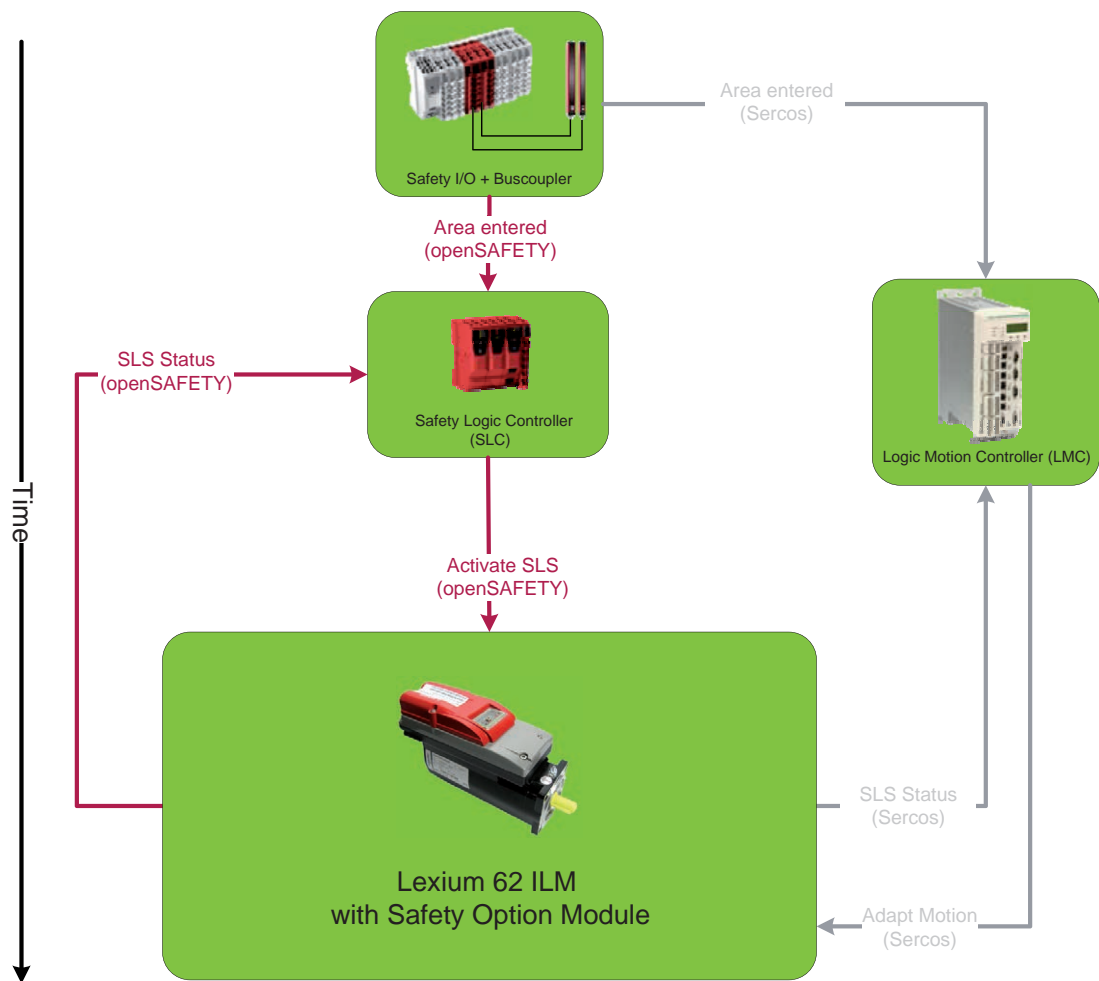 Area entered
(Sercos)
Safety I/O + Buscoupler
Area entered
(openSAFETY)
SLS Status
(openSAFETY)
Safety Logic Controller
(SLC)
Logic Motion Controller (LMC)
Time
Activate SLS
(openSAFETY)
SLS Status
(Sercos)
Lexium 62 ILM
with Safety Option Module
Adapt Motion
(Sercos)